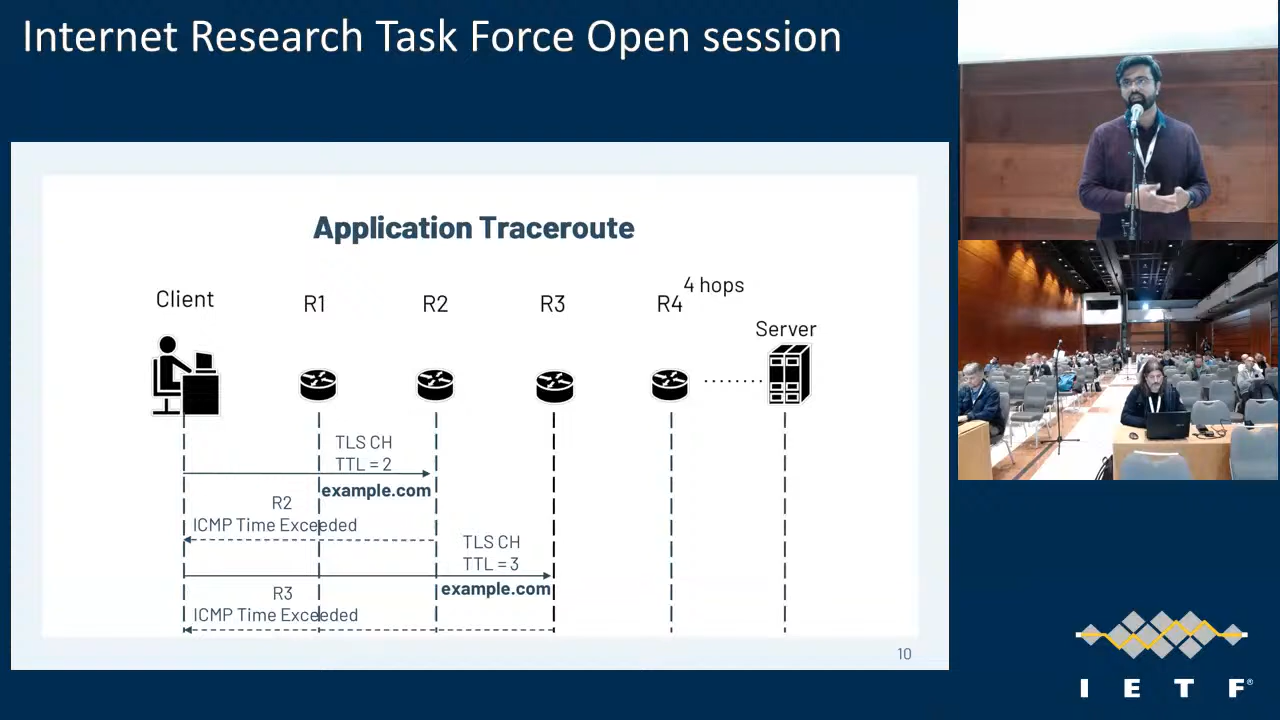 Internet Research Task Force Open session
Application Traceroute
4 hops
Client
R1
R2
R3
R4
Server
TLS CH
TTL = 2
example.com
R2
ICMP Time Exceeded
TLS CH
TTL = 3
example.com
R3
ICMP Time Exceeded
10
I E T F®